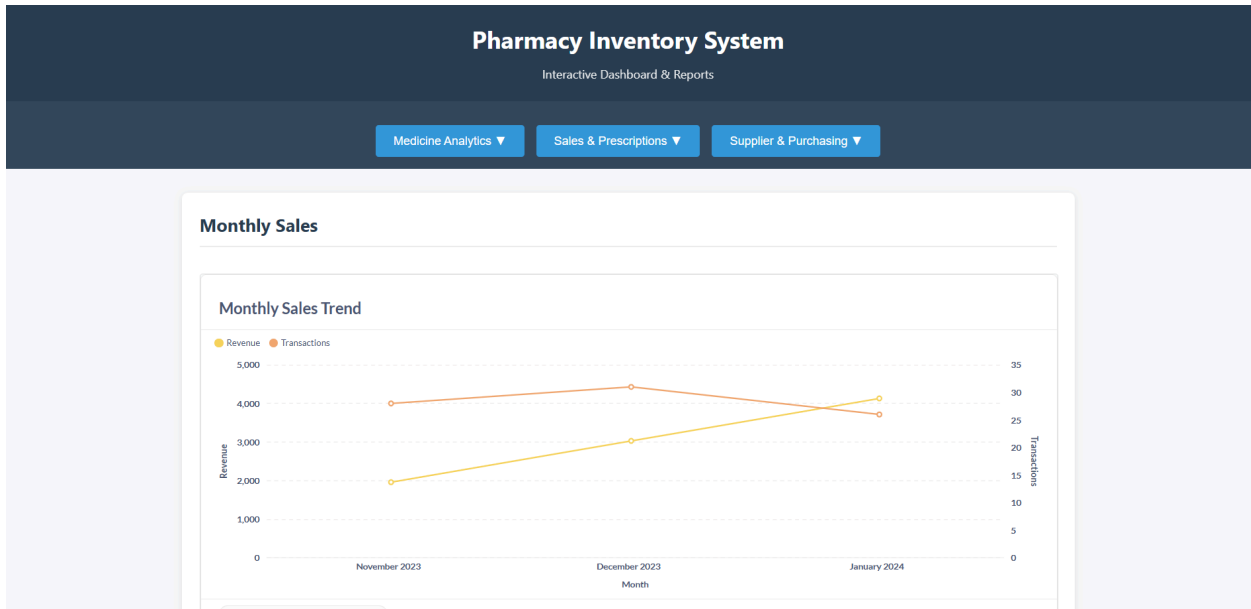 Pharmacy Inventory System
Interactive Dashboard & Reports
Medicine Analytics ▼
Sales & Prescriptions ▼
Supplier & Purchasing ▼
Monthly Sales
Monthly Sales Trend
Revenue
Transactions
5,000
4,000
3,000
2,000
1,000
0
Revenue
35
30
25
20
15
10
5
0
Transactions
November 2023
December 2023
January 2024
Month